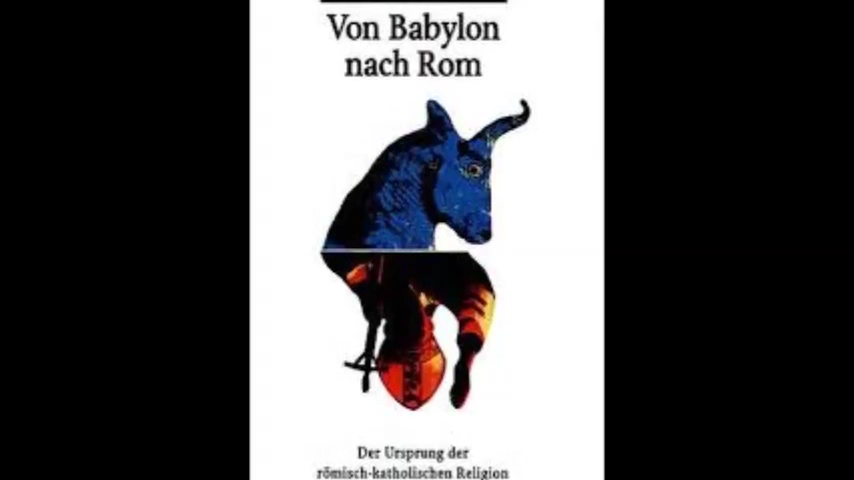 Von Babylon
nach Rom
Der Ursprung der
römisch-katholischen Religion